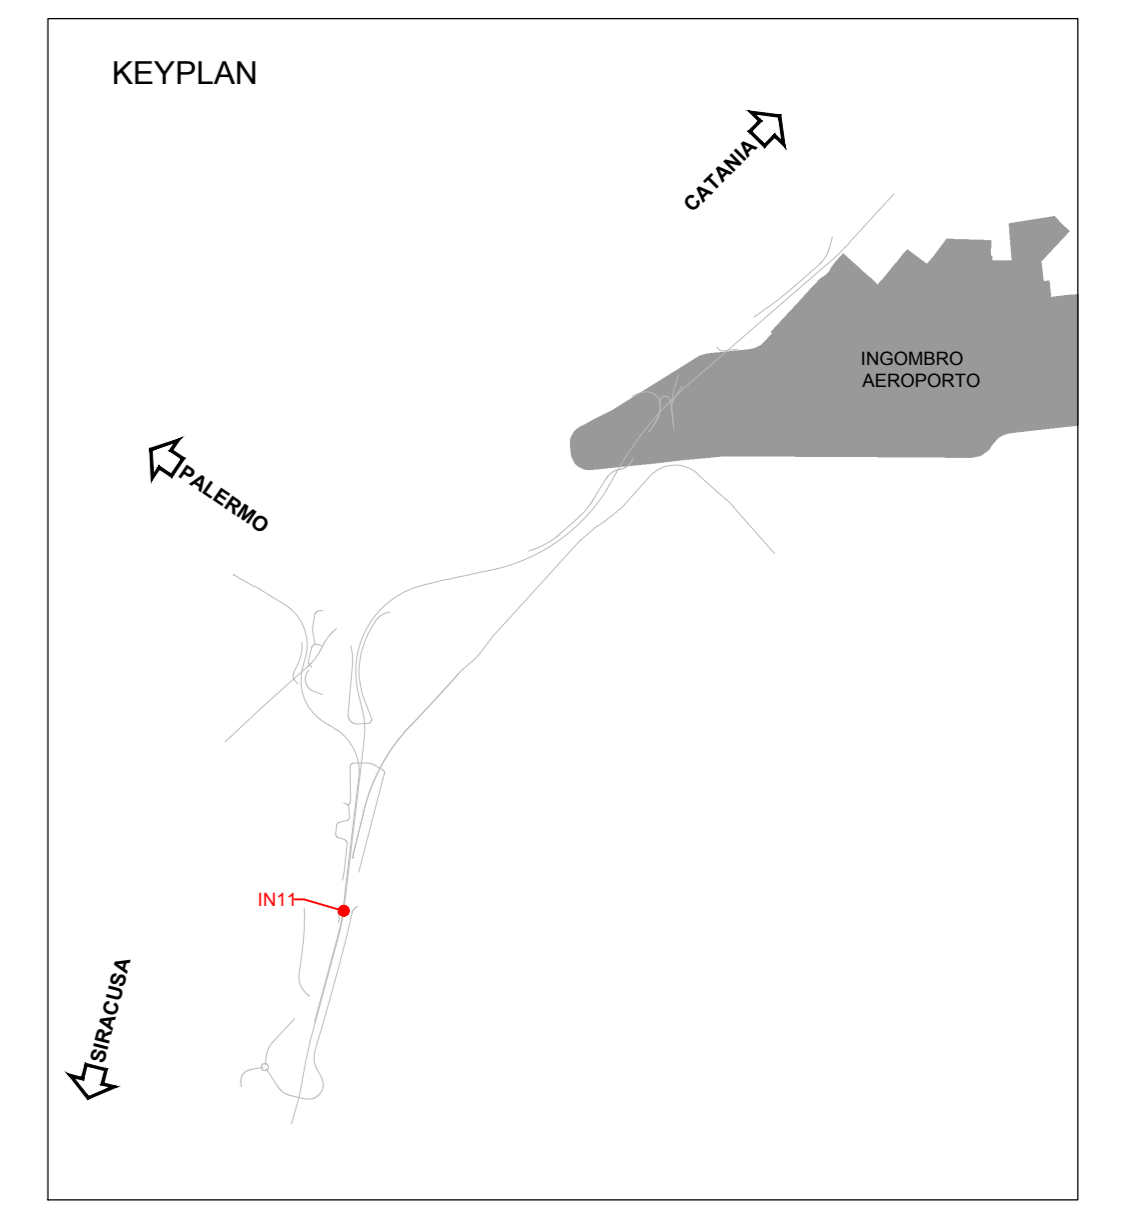 KEYPLAN
CATANIA
INGOMBRO
AEROPORTO
PALERMO
IN11
SIRACUSA